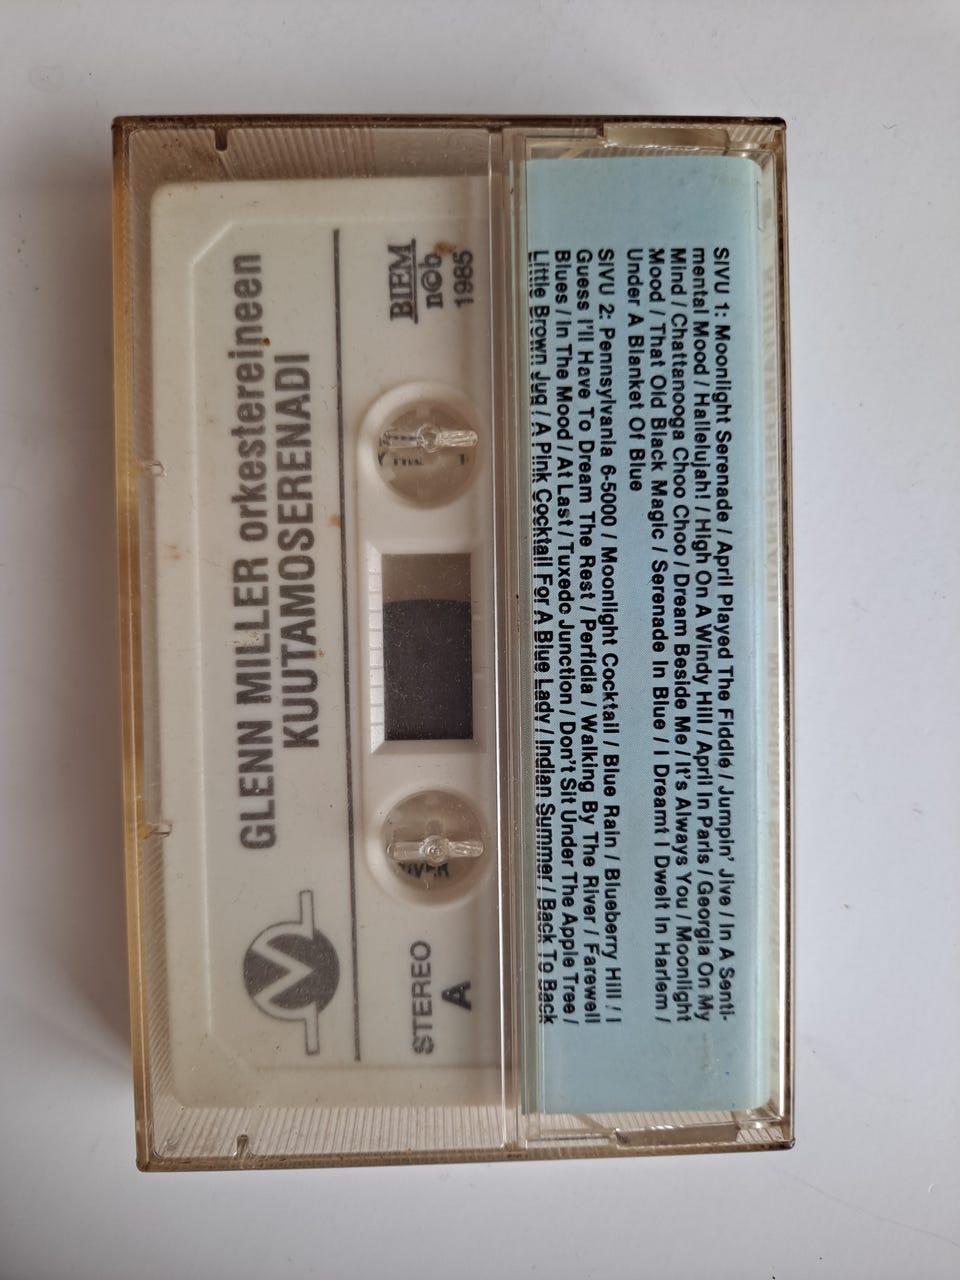 SIVU 1: Moonlight Serenade / April Played The Fiddle / Jumpin' Jive / In A Senti-
mental Mood / Hallelujah! / High On A Windy Hill / April In Paris / Georgia On My
Mind / Chattanooga Choo Choo / Dream Beside Me / It's Always You / Moonlight
Mood / That Old Black Magic / Serenade In Blue / I Dreamt I Dwelt In Harlem /
Under A Blanket Of Blue
SIVU 2: Pennsylvania 6-5000 / Moonlight Cocktail / Blue Rain / Blueberry Hill / I
Guess I'll Have To Dream The Rest / Perfidia / Walking By The River / Farewell
Blues / In The Mood / At Last / Tuxedo Junction / Don't Sit Under The Apple Tree /
Little Brown Jug / A Pink Cocktail For A Blue Lady / Indian Summer / Back To Back
GLENN MILLER orkestereineen
KUUTAMOSERENADI
STEREO
A
BIEM
n©b
1985